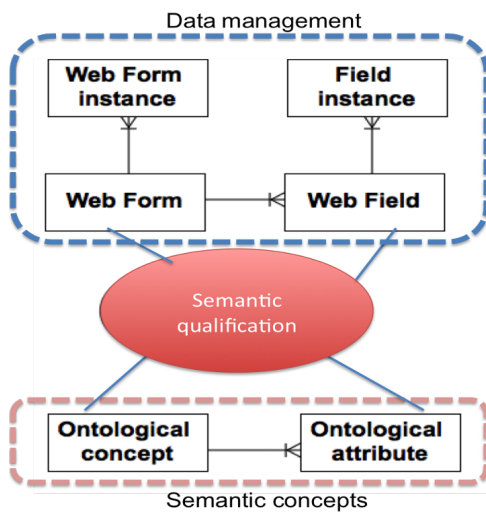 Data management
Web Form
instance
Field
instance
Web Form
Web Field
Semantic
qualification
Ontological
concept
Ontological
attribute
Semantic concepts